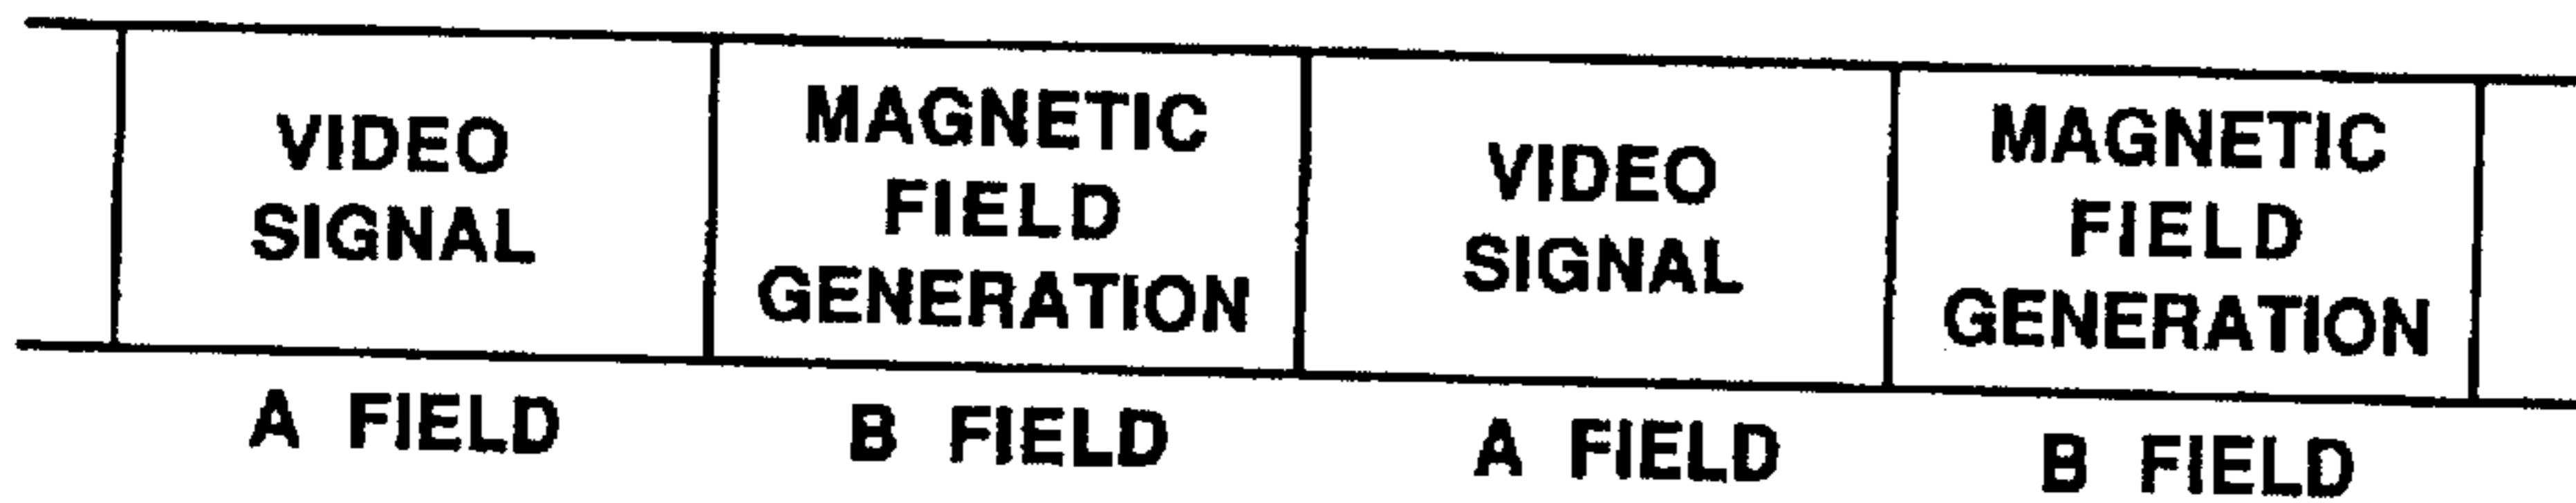 VIDEO
SIGNAL
MAGNETIC
FIELD
GENERATION
VIDEO
SIGNAL
MAGNETIC
FIELD
GENERATION
A FIELD
B FIELD
A FIELD
B FIELD